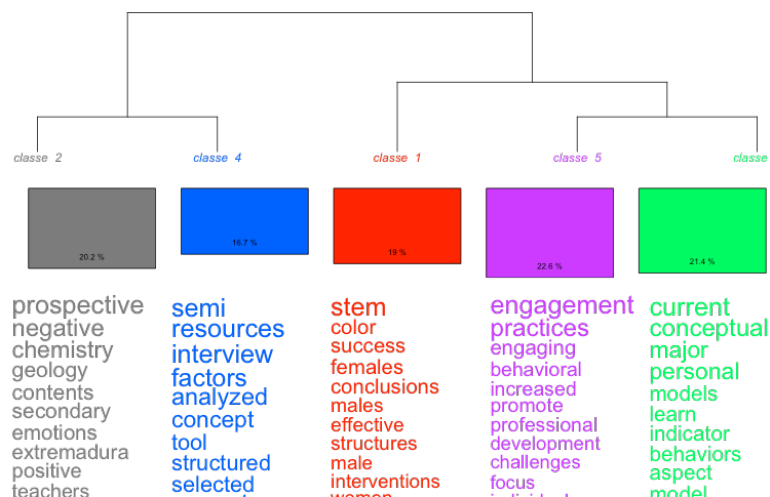 classe 2
classe 4
classe 1
classe 5
classe
20.2 %
16.7 %
19 %
22.6 %
21.4 %
prospective
negative
chemistry
geology
contents
secondary
emotions
extremadura
positive
teachers
semi
resources
interview
factors
analyzed
concept
tool
structured
selected
stem
color
success
females
conclusions
males
effective
structures
male
interventions
women
engagement
practices
engaging
behavioral
increased
promote
professional
development
challenges
focus
current
conceptual
major
personal
models
learn
indicator
behaviors
aspect
model